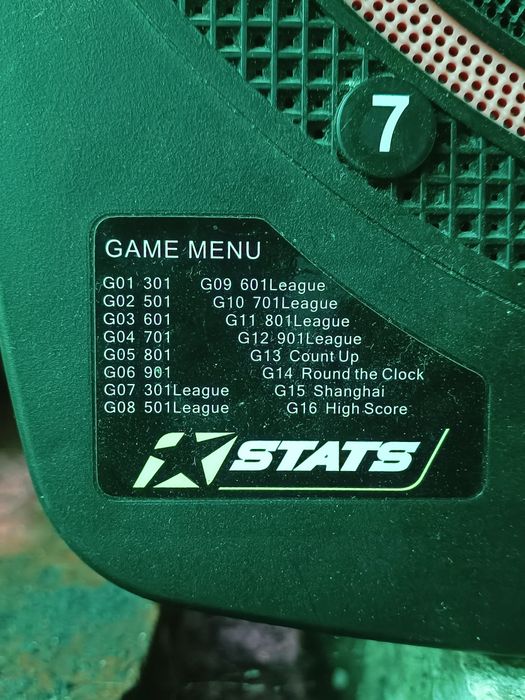 7
GAME MENU
G01 301 G09 601League
G02 501 G10 701League
G03 601 G11 801League
G04 701 G12 901League
G05 801 G13 Count Up
G06 901 G14 Round the Clock
G07 301League G15 Shanghai
G08 501League G16 High Score
STATS